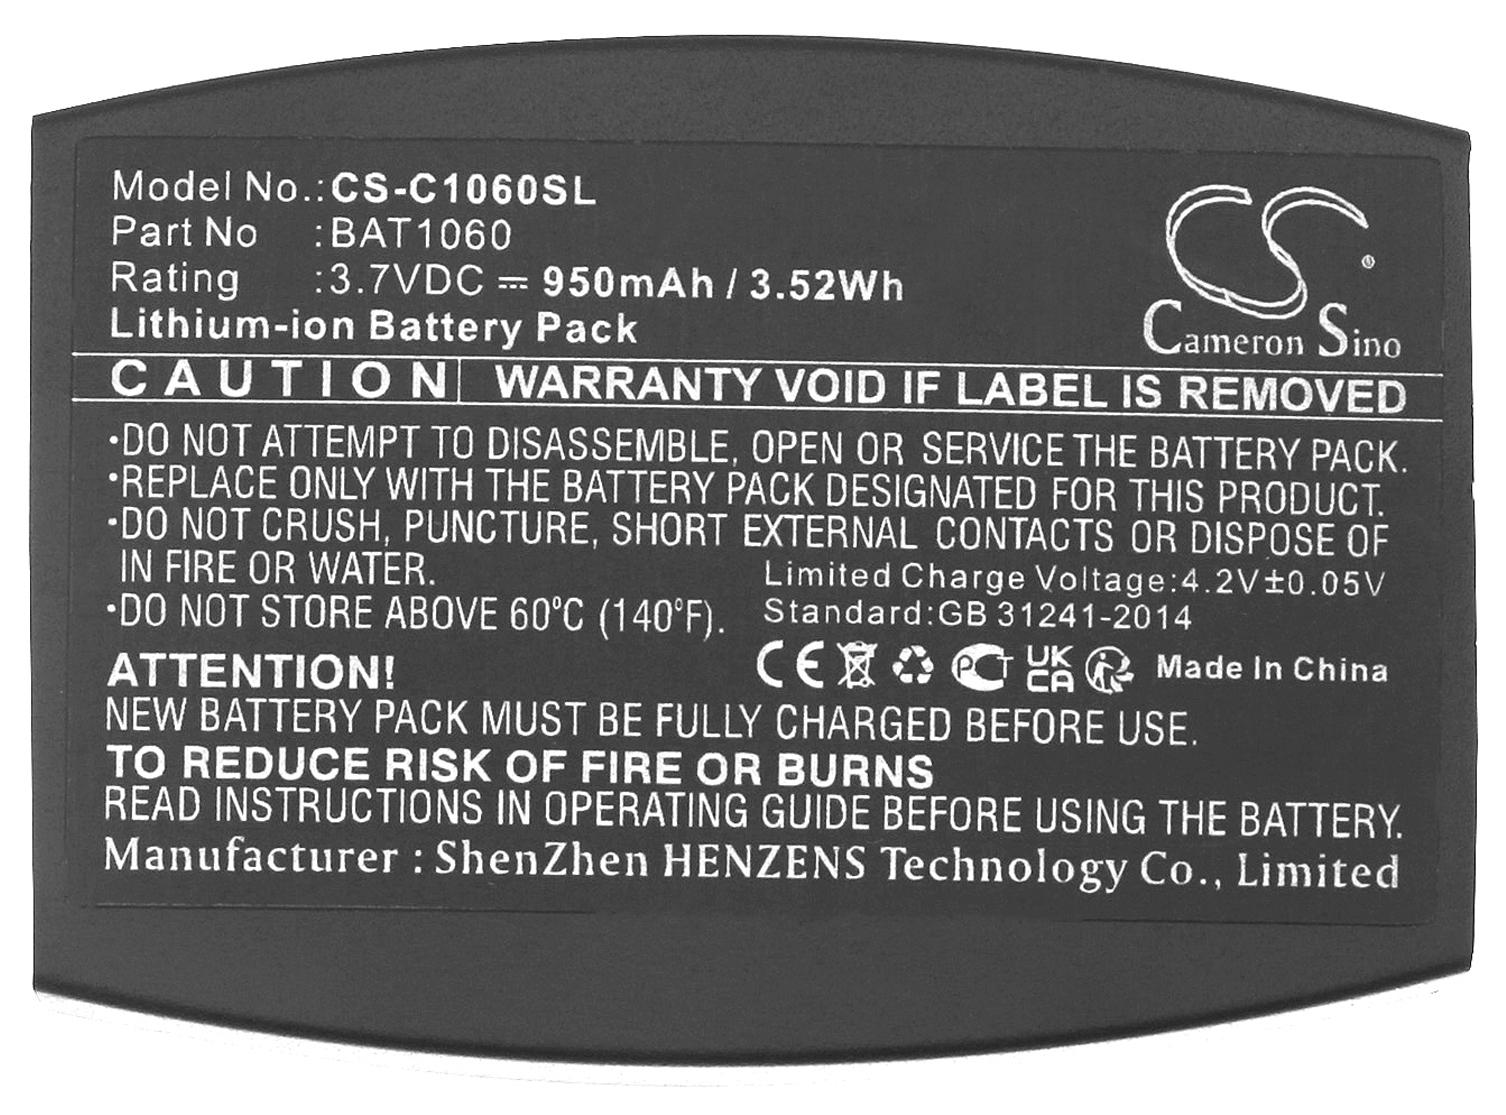 Model No.:CS-C1060SL
Part No :BAT1060
Rating :3.7VDC ⎓ 950mAh / 3.52Wh
Lithium-ion Battery Pack
CS
®
Cameron Sino
CAUTION WARRANTY VOID IF LABEL IS REMOVED
·DO NOT ATTEMPT TO DISASSEMBLE, OPEN OR SERVICE THE BATTERY PACK.
·REPLACE ONLY WITH THE BATTERY PACK DESIGNATED FOR THIS PRODUCT.
·DO NOT CRUSH, PUNCTURE, SHORT EXTERNAL CONTACTS OR DISPOSE OF
IN FIRE OR WATER.
·DO NOT STORE ABOVE 60°C (140°F).
Limited Charge Voltage:4.2V±0.05V
Standard:GB 31241-2014
CE PCT UK CA Made In China
ATTENTION!
NEW BATTERY PACK MUST BE FULLY CHARGED BEFORE USE.
TO REDUCE RISK OF FIRE OR BURNS
READ INSTRUCTIONS IN OPERATING GUIDE BEFORE USING THE BATTERY.
Manufacturer : ShenZhen HENZENS Technology Co., Limited